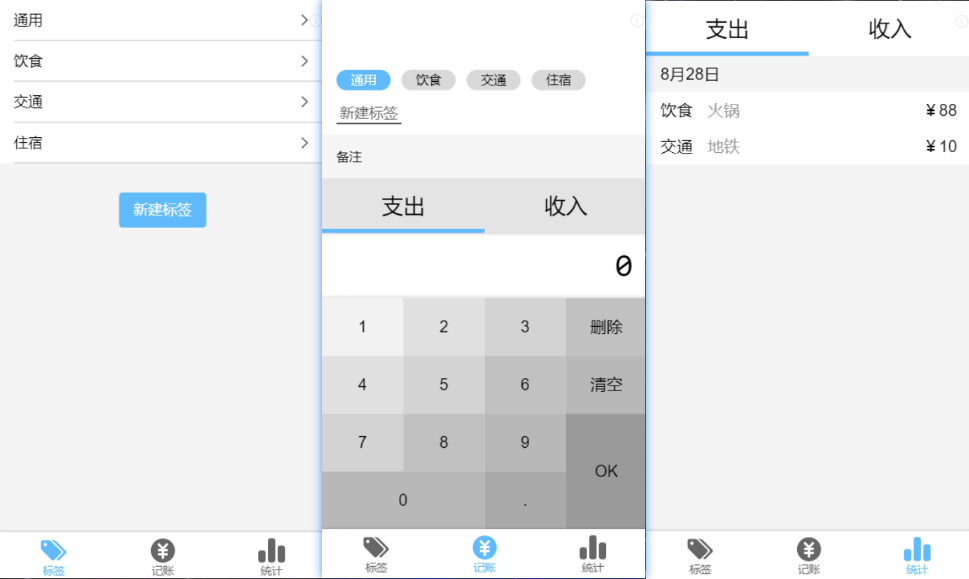 通用
饮食
交通
住宿
新建标签
标签 记账 统计
通用 饮食 交通 住宿
新建标签
备注
支出 收入
0
1 2 3 删除
4 5 6 清空
7 8 9
OK
0 .
标签 记账 统计
支出 收入
8月28日
饮食 火锅 ¥88
交通 地铁 ¥10
标签 记账 统计